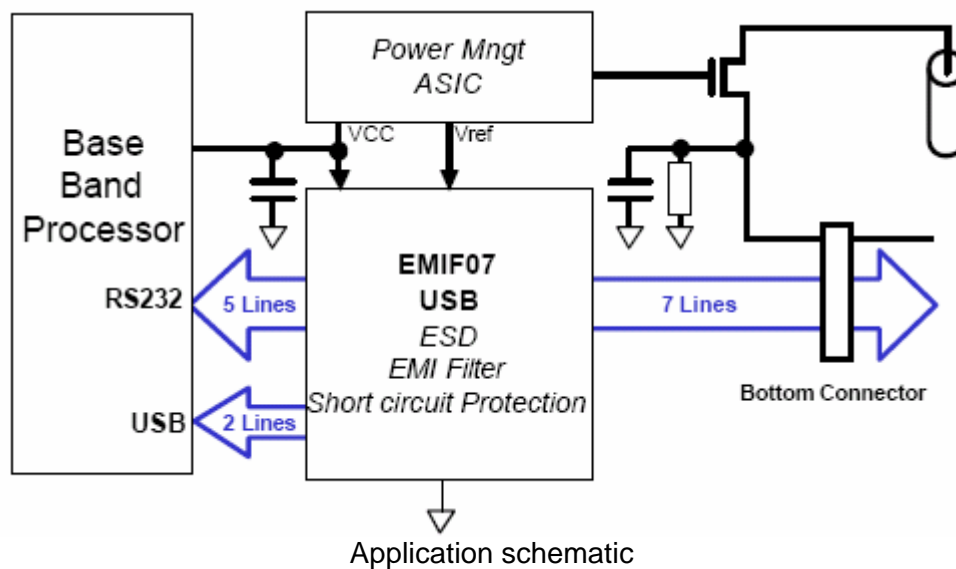 Power Mngt
ASIC
VCC
Vref
Base
Band
Processor
EMIF07
USB
ESD
EMI Filter
Short circuit Protection
RS232
5 Lines
7 Lines
USB
2 Lines
Bottom Connector
Application schematic